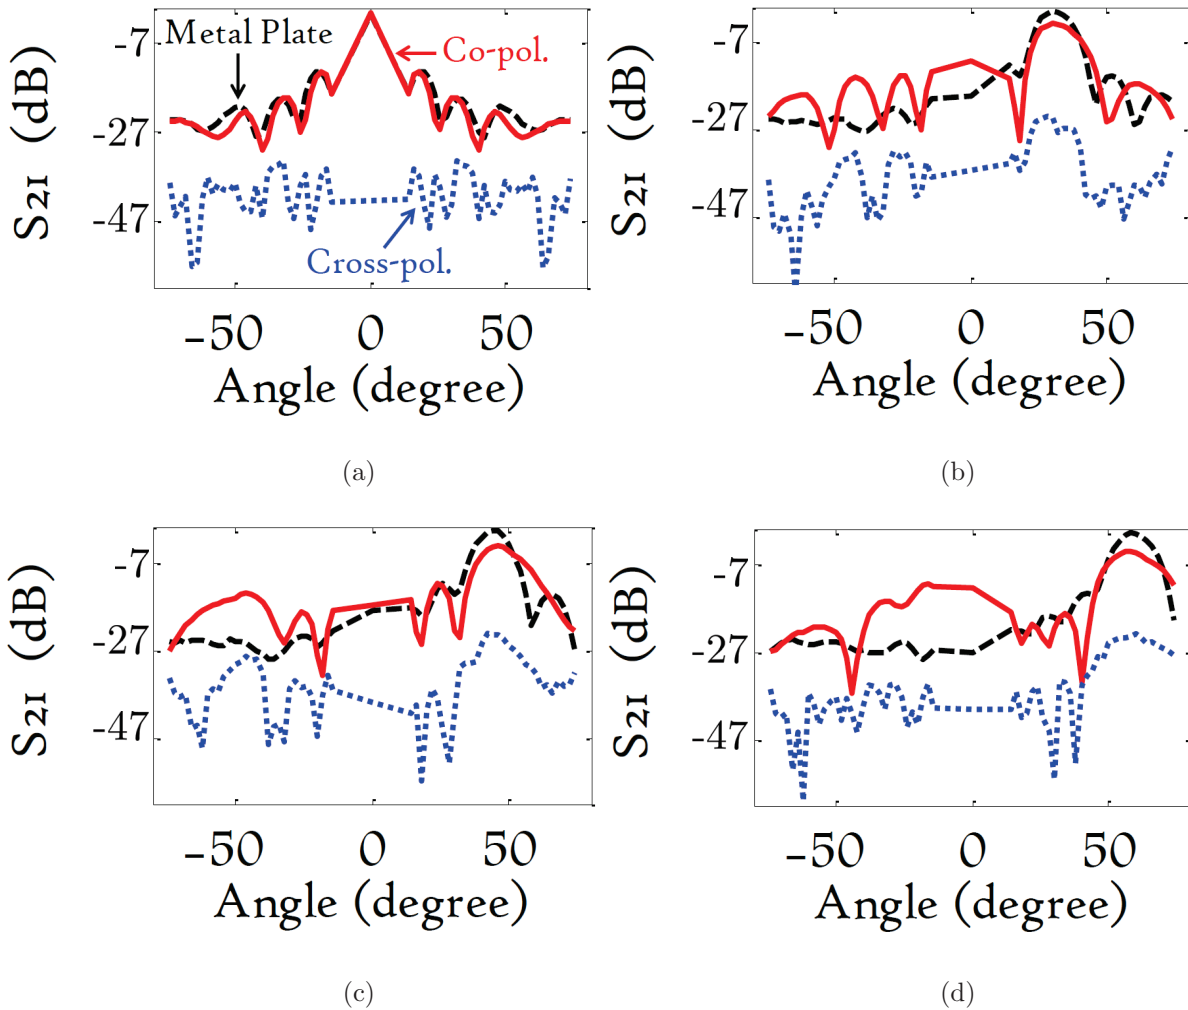 Metal Plate
Co-pol.
Cross-pol.
-7
-27
-47
S21 (dB)
-50 0 50
Angle (degree)
(a)
-7
-27
-47
S21 (dB)
-50 0 50
Angle (degree)
(b)
-7
-27
-47
S21 (dB)
-50 0 50
Angle (degree)
(c)
-7
-27
-47
S21 (dB)
-50 0 50
Angle (degree)
(d)